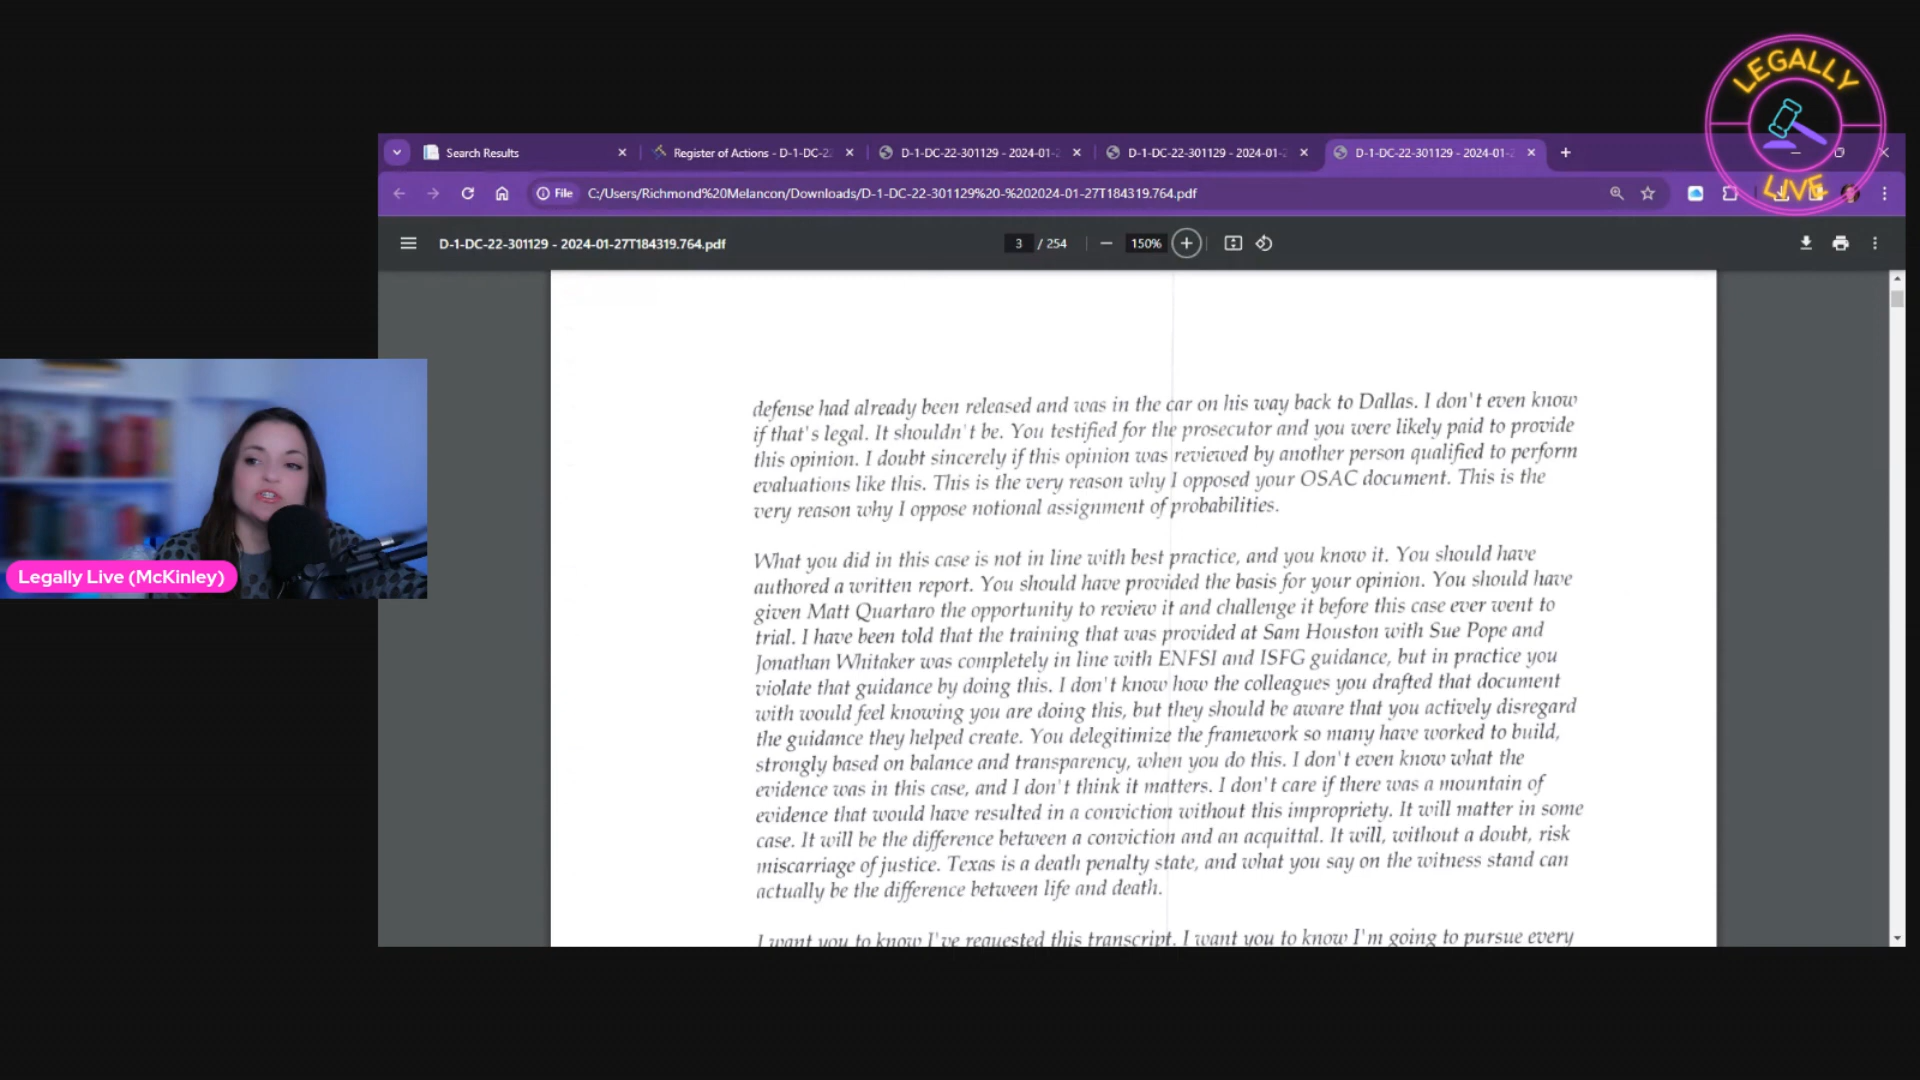 LEGALLY
LIVE
Search Results
Register of Actions - D-1-DC-22
D-1-DC-22-301129 - 2024-01-2
D-1-DC-22-301129 - 2024-01-2
D-1-DC-22-301129 - 2024-01-2
File
C:/Users/Richmond%20Melancon/Downloads/D-1-DC-22-301129%20-%202024-01-27T184319.764.pdf
D-1-DC-22-301129 - 2024-01-27T184319.764.pdf
3 / 254
150%
defense had already been released and was in the car on his way back to Dallas. I don't even know
if that's legal. It shouldn't be. You testified for the prosecutor and you were likely paid to provide
this opinion. I doubt sincerely if this opinion was reviewed by another person qualified to perform
evaluations like this. This is the very reason why I opposed your OSAC document. This is the
very reason why I oppose notional assignment of probabilities.
What you did in this case is not in line with best practice, and you know it. You should have
authored a written report. You should have provided the basis for your opinion. You should have
given Matt Quartaro the opportunity to review it and challenge it before this case ever went to
trial. I have been told that the training that was provided at Sam Houston with Sue Pope and
Jonathan Whitaker was completely in line with ENFSI and ISFG guidance, but in practice you
violate that guidance by doing this. I don't know how the colleagues you drafted that document
with would feel knowing you are doing this, but they should be aware that you actively disregard
the guidance they helped create. You delegitimize the framework so many have worked to build,
strongly based on balance and transparency, when you do this. I don't even know what the
evidence was in this case, and I don't think it matters. I don't care if there was a mountain of
evidence that would have resulted in a conviction without this impropriety. It will matter in some
case. It will be the difference between a conviction and an acquittal. It will, without a doubt, risk
miscarriage of justice. Texas is a death penalty state, and what you say on the witness stand can
actually be the difference between life and death.
I want you to know I've requested this transcript. I want you to know I'm going to pursue every
Legally Live (McKinley)